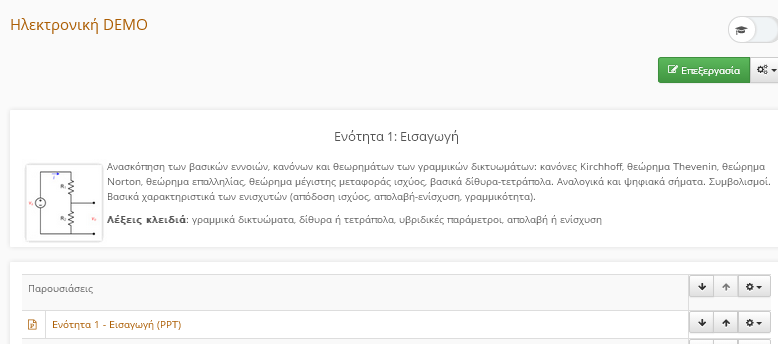 Ηλεκτρονική DEMO
Επεξεργασία
Ενότητα 1: Εισαγωγή
Ανασκόπηση των βασικών εννοιών, κανόνων και θεωρημάτων των γραμμικών δικτυωμάτων: κανόνες Kirchhoff, θεώρημα Thevenin, θεώρημα
Norton, θεώρημα επαλληλίας, θεώρημα μέγιστης μεταφοράς ισχύος, βασικά δίθυρα-τετράπολα. Αναλογικά και ψηφιακά σήματα. Συμβολισμοί.
Βασικά χαρακτηριστικά των ενισχυτών (απόδοση ισχύος, απολαβή-ενίσχυση, γραμμικότητα).
Λέξεις κλειδιά: γραμμικά δικτυώματα, δίθυρα ή τετράπολα, υβριδικές παράμετροι, απολαβή ή ενίσχυση
Παρουσιάσεις
Ενότητα 1 - Εισαγωγή (PPT)